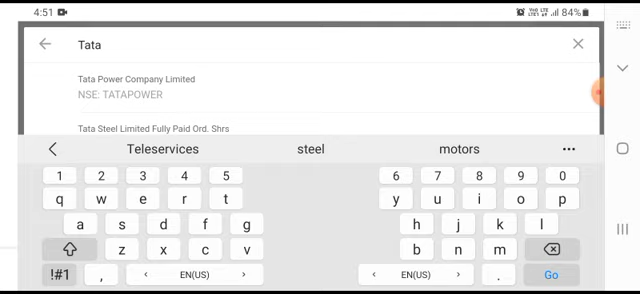 4:51 84%
Tata
Tata Power Company Limited
NSE: TATAPOWER
Tata Steel Limited Fully Paid Ord. Shrs
Teleservices steel motors
1 2 3 4 5 6 7 8 9 0
q w e r t y u i o p
a s d f g h j k l
z x c v b n m
!#1 , EN(US) EN(US) . Go